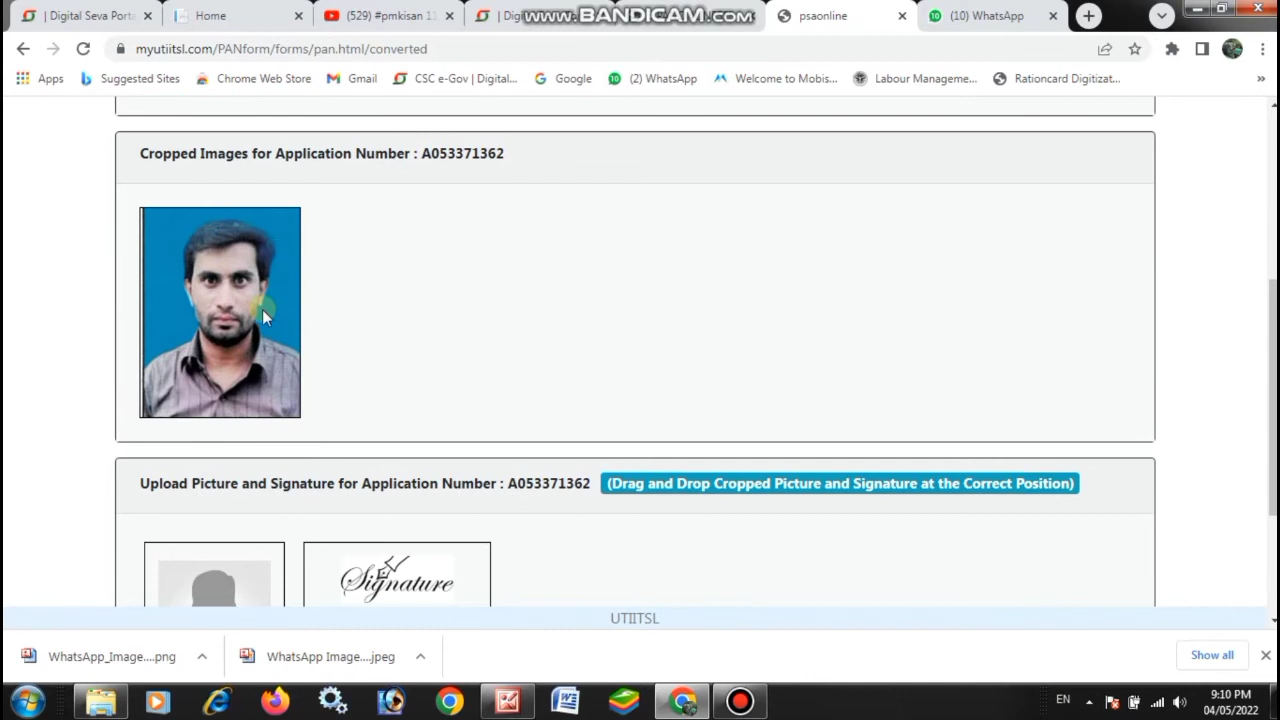 Digital Seva Porta
Home
(529) #pmkisan 11
| Dig
www.BANDICAM.com
psaonline
(10) WhatsApp
myutiitsl.com/PANform/forms/pan.html/converted
Apps
Suggested Sites
Chrome Web Store
Gmail
CSC e-Gov | Digital...
Google
(2) WhatsApp
Welcome to Mobis...
Labour Manageme...
Rationcard Digitizat...
»
Cropped Images for Application Number : A053371362
Upload Picture and Signature for Application Number : A053371362 (Drag and Drop Cropped Picture and Signature at the Correct Position)
Signature
UTIITSL
WhatsApp_Image....png
WhatsApp Image....jpeg
Show all
EN
9:10 PM
04/05/2022